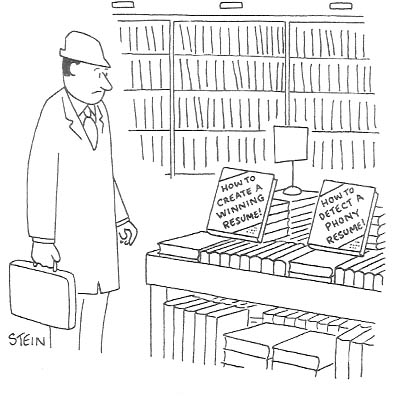 HOW TO
CREATE A
WINNING
RESUME!
HOW TO
DETECT A
PHONY
RESUME!
STEIN